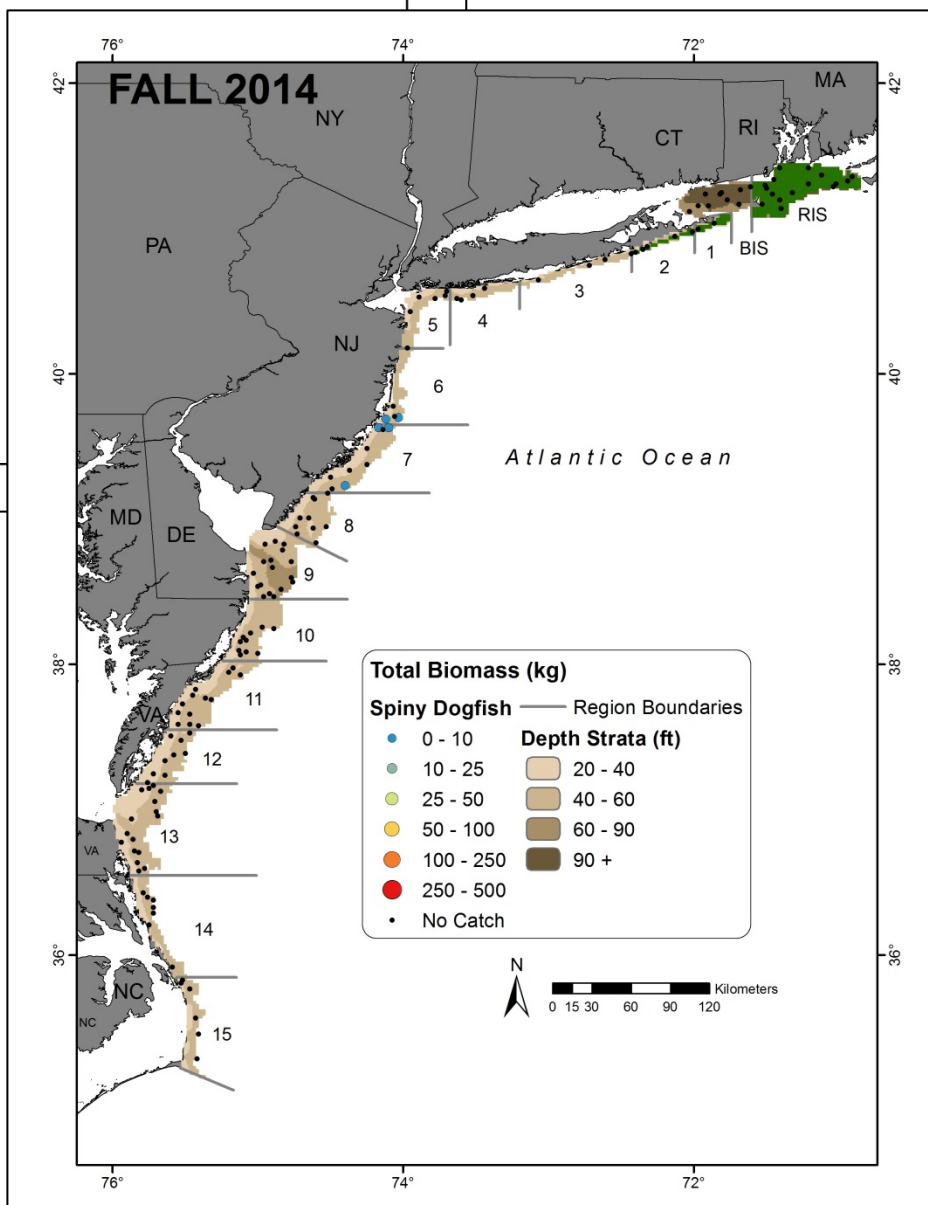 76°
74°
72°
FALL 2014
42°
42°
MA
NY
CT
RI
RIS
BIS
PA
1
2
3
4
5
NJ
40°
40°
6
7
Atlantic Ocean
MD
DE
8
9
10
38°
38°
VA
11
12
13
VA
14
NC
NC
15
36°
36°
Total Biomass (kg)
Spiny Dogfish
Region Boundaries
0 - 10
Depth Strata (ft)
10 - 25
20 - 40
25 - 50
40 - 60
50 - 100
60 - 90
100 - 250
90 +
250 - 500
No Catch
N
Kilometers
0 15 30 60 90 120
76°
74°
72°